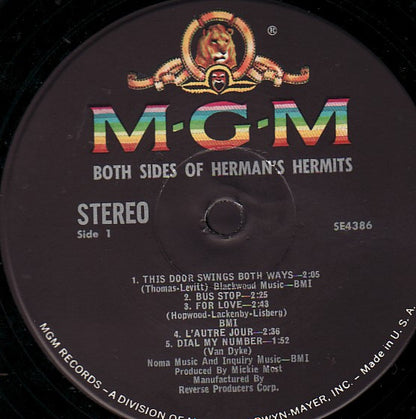 ®
M·G·M
BOTH SIDES OF HERMAN'S HERMITS
STEREO
Side 1
SE4386
1. THIS DOOR SWINGS BOTH WAYS—2:05
(Thomas-Levitt) Blackwood Music—BMI
2. BUS STOP—2:25
3. FOR LOVE—2:43
(Hopwood-Lackenby-Lisberg)
BMI
4. L'AUTRE JOUR—2:36
5. DIAL MY NUMBER—1:52
(Van Dyke)
Noma Music And Inquiry Music—BMI
Produced By Mickie Most
Manufactured By
Reverse Producers Corp.
MGM RECORDS — A DIVISION OF WYN-MAYER, INC. — Made in U. S. A.